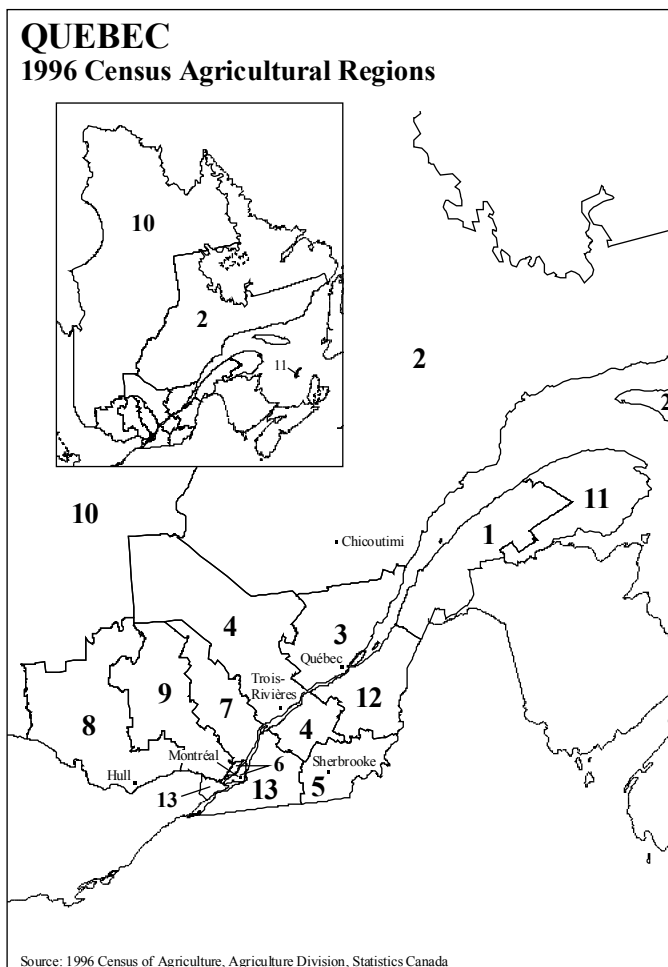 QUEBEC
1996 Census Agricultural Regions
10
2
11
2
2
10
11
1
Chicoutimi
4
3
Québec
Trois-
Rivières
12
9
7
8
4
Montréal
6
Sherbrooke
Hull
13
13
5
Source: 1996 Census of Agriculture, Agriculture Division, Statistics Canada